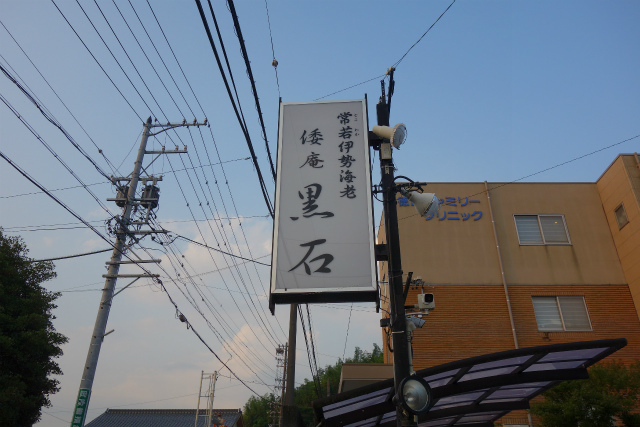 常若伊勢海老
倭庵
黒石
ミリー
クリニック